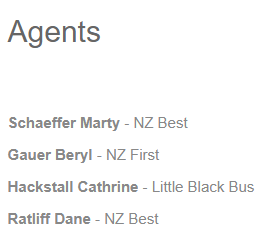 Agents
Schaeffer Marty - NZ Best
Gauer Beryl - NZ First
Hackstall Cathrine - Little Black Bus
Ratliff Dane - NZ Best